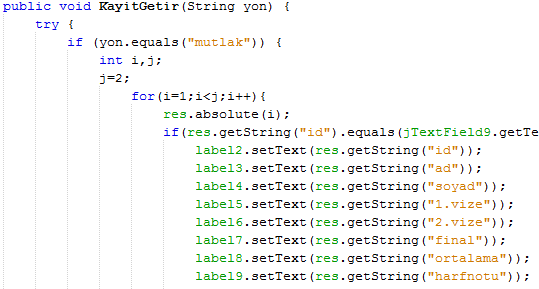 public void KayitGetir(String yon) {
try {
if (yon.equals("mutlak")) {
int i,j;
j=2;
for(i=1;i<j;i++){
res.absolute(i);
if(res.getString("id").equals(jTextField9.getTe
label2.setText(res.getString("id"));
label3.setText(res.getString("ad"));
label4.setText(res.getString("soyad"));
label5.setText(res.getString("1.vize"));
label6.setText(res.getString("2.vize"));
label7.setText(res.getString("final"));
label8.setText(res.getString("ortalama"));
label9.setText(res.getString("harfnotu"));